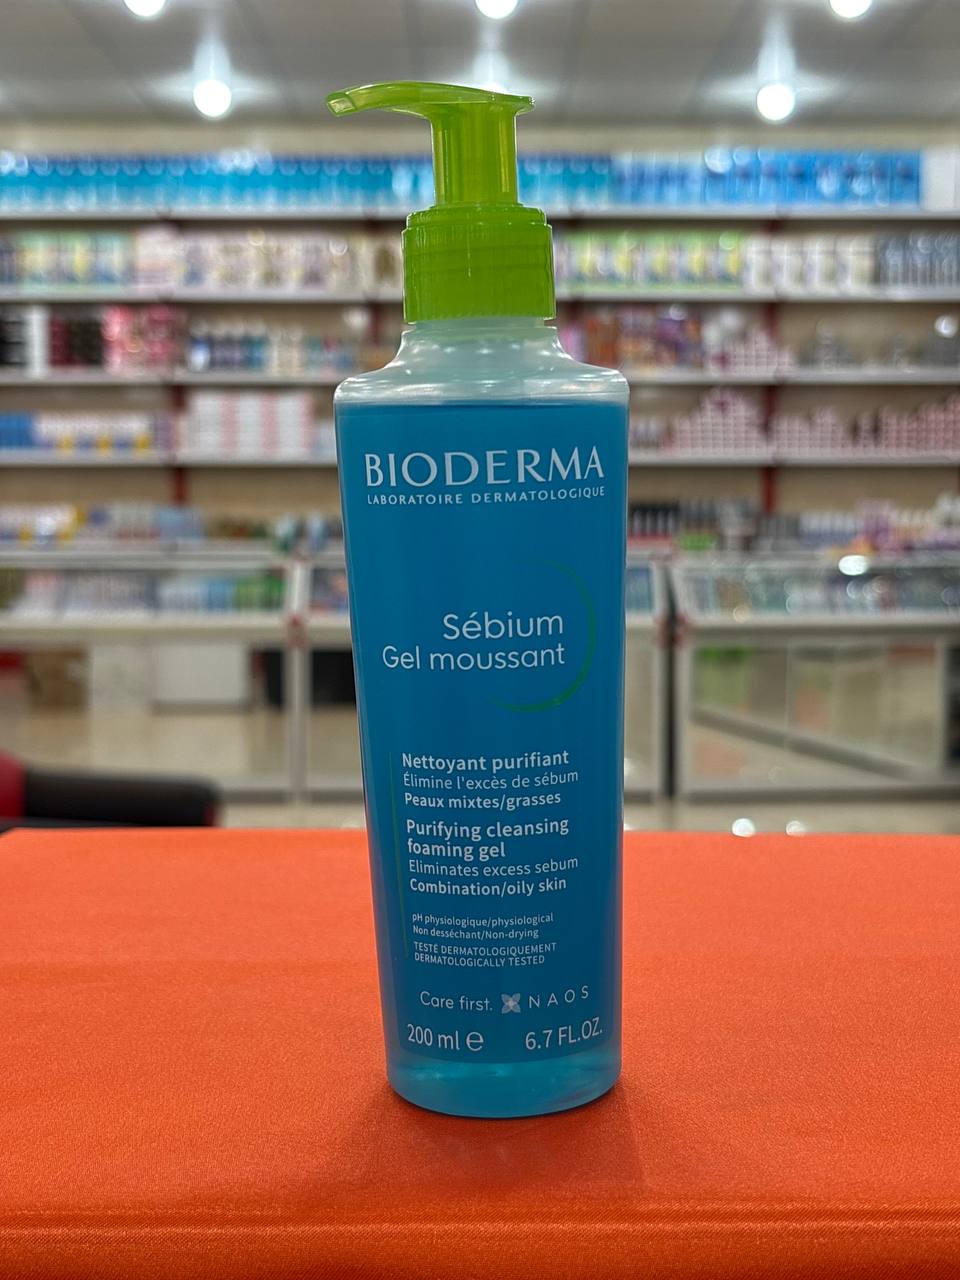 BIODERMA
LABORATOIRE DERMATOLOGIQUE
Sébium
Gel moussant
Nettoyant purifiant
Élimine l'excès de sébum
Peaux mixtes/grasses
Purifying cleansing
foaming gel
Eliminates excess sebum
Combination/oily skin
pH physiologique/physiological
Non desséchant/Non-drying
TESTÉ DERMATOLOGIQUEMENT
DERMATOLOGICALLY TESTED
Care first. NAOS
200 ml ℮ 6.7 FL.OZ.